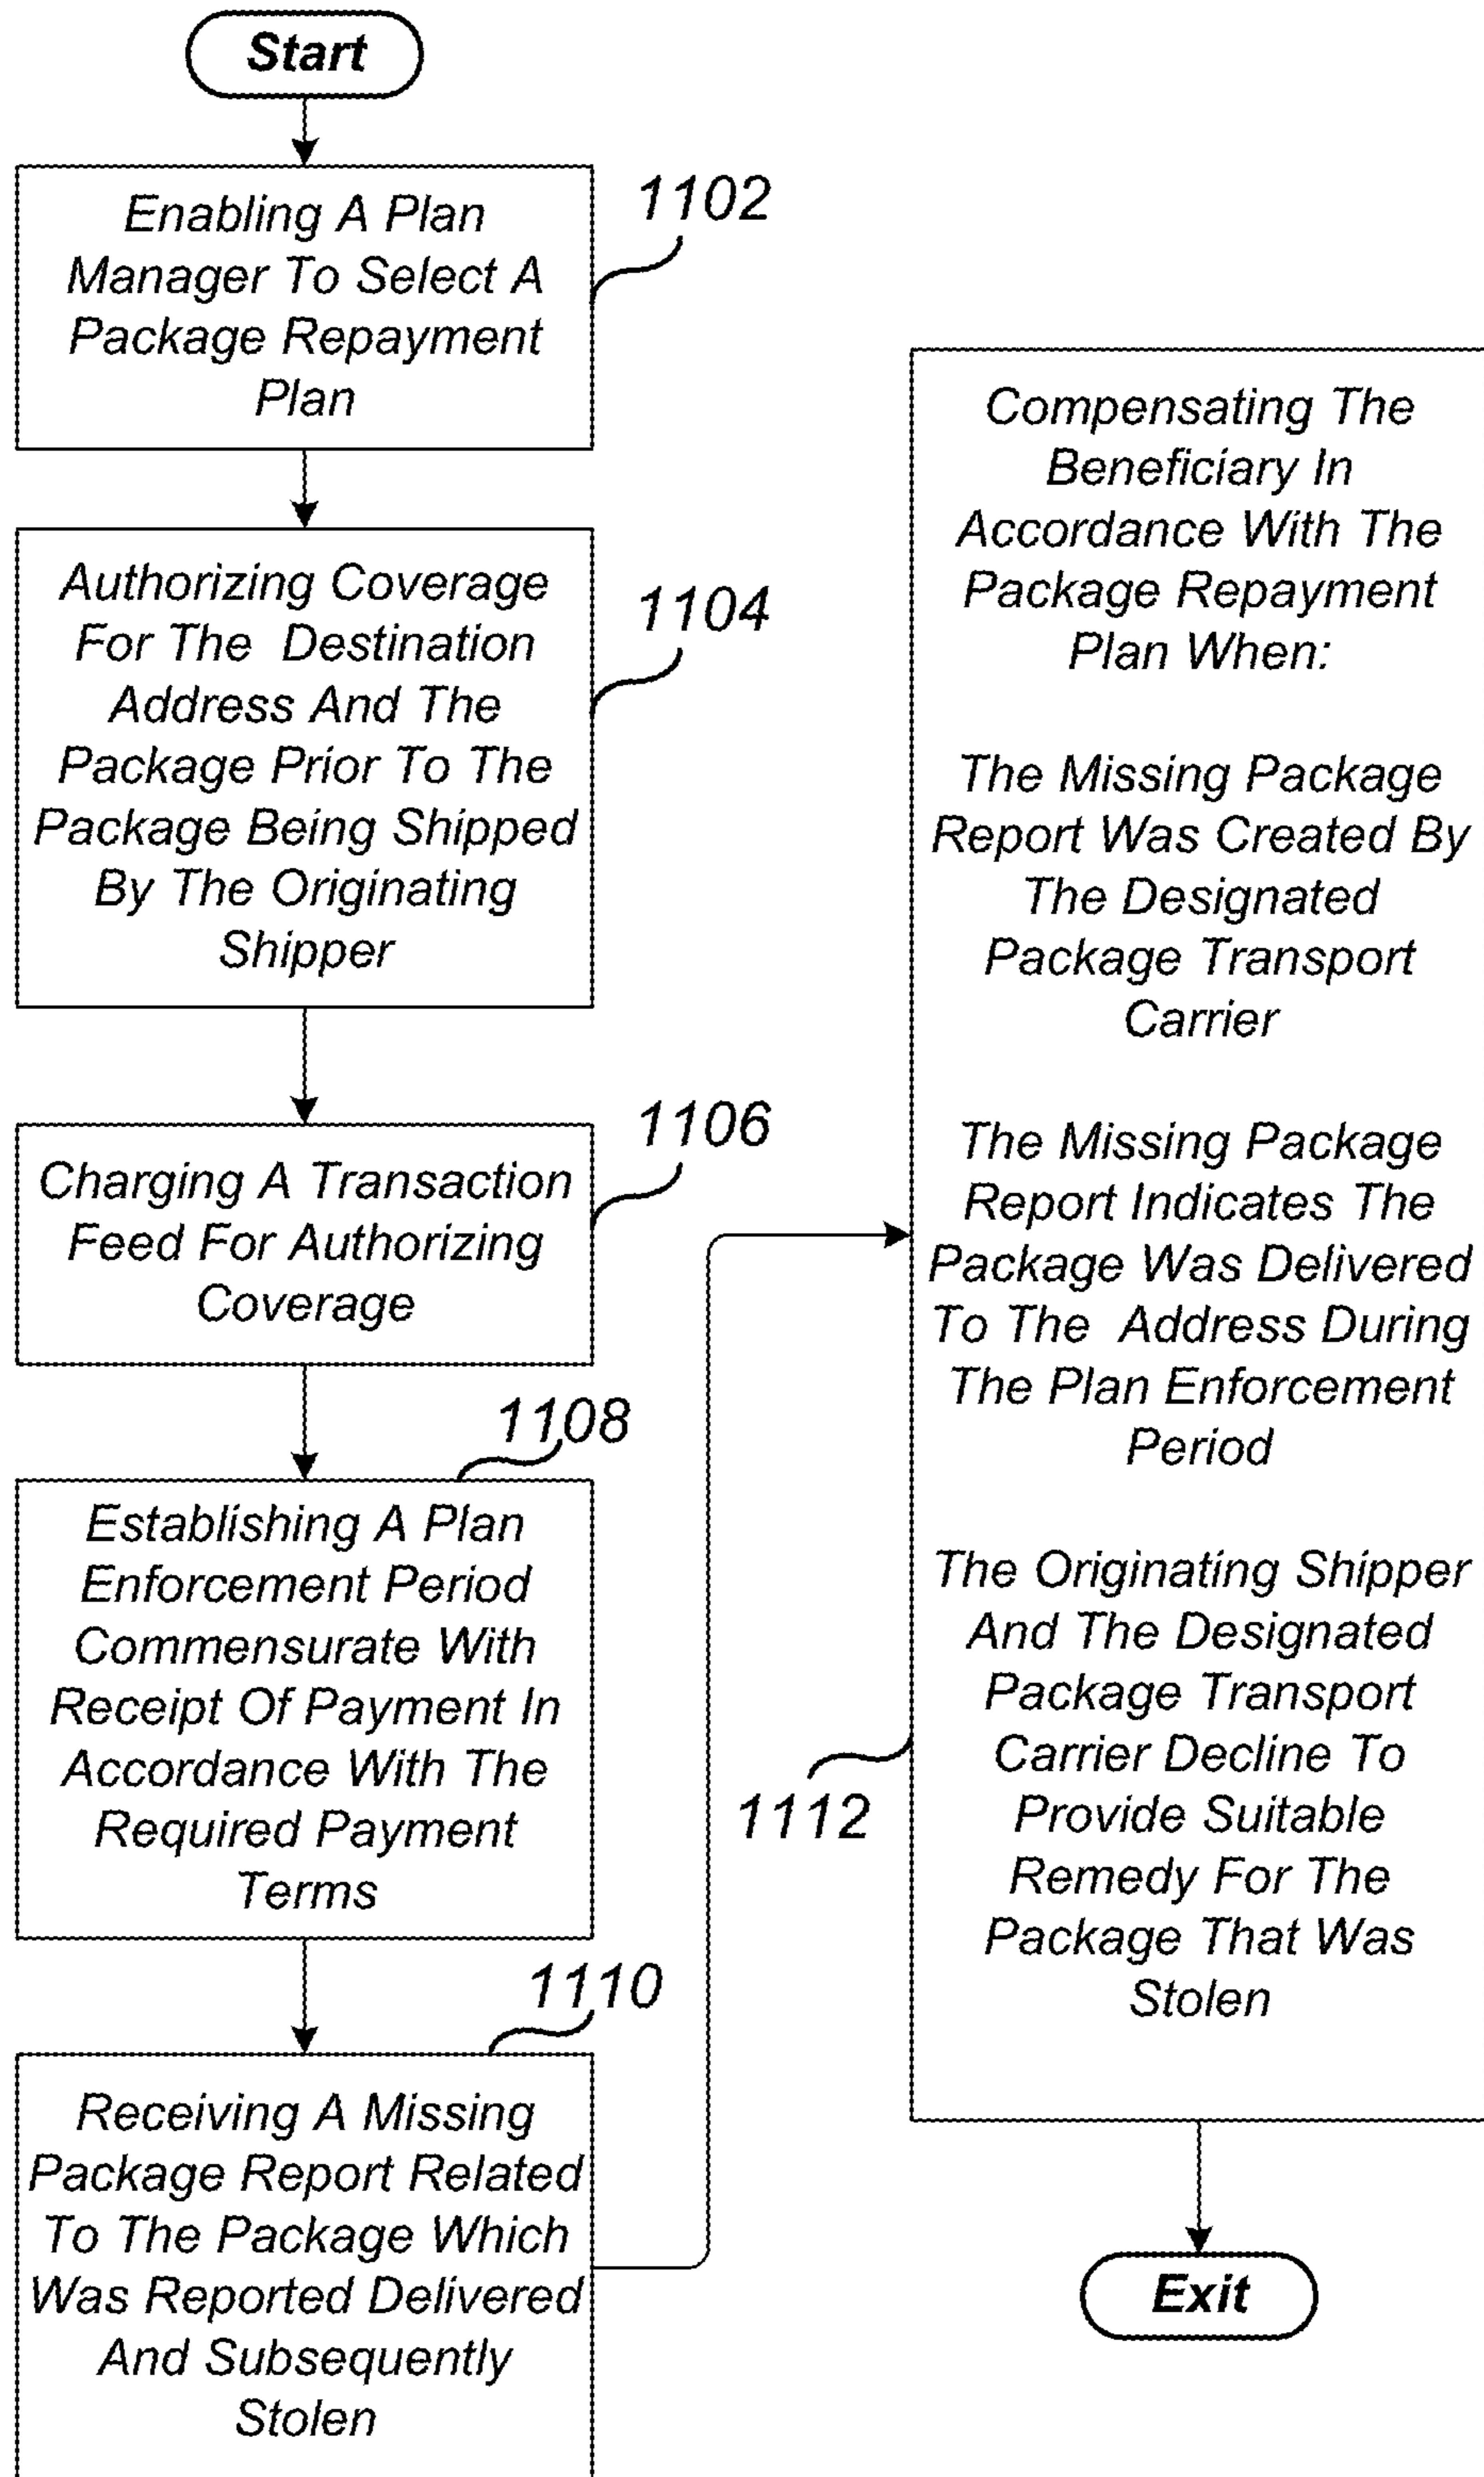 Start
Enabling A Plan
Manager To Select A
Package Repayment
Plan
1102
Authorizing Coverage
For The Destination
Address And The
Package Prior To The
Package Being Shipped
By The Originating
Shipper
1104
Charging A Transaction
Feed For Authorizing
Coverage
1106
Establishing A Plan
Enforcement Period
Commensurate With
Receipt Of Payment In
Accordance With The
Required Payment
Terms
1108
Receiving A Missing
Package Report Related
To The Package Which
Was Reported Delivered
And Subsequently
Stolen
1110
Compensating The
Beneficiary In
Accordance With The
Package Repayment
Plan When:
The Missing Package
Report Was Created By
The Designated
Package Transport
Carrier
The Missing Package
Report Indicates The
Package Was Delivered
To The Address During
The Plan Enforcement
Period
The Originating Shipper
And The Designated
Package Transport
Carrier Decline To
Provide Suitable
Remedy For The
Package That Was
Stolen
1112
Exit